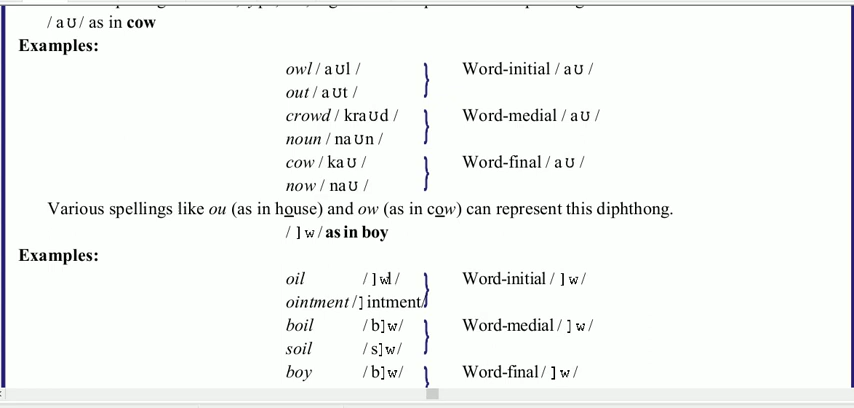 / aʊ/ as in cow
Examples:
owl / aʊl / } Word-initial / aʊ /
out / aʊt /
crowd / kraʊd / } Word-medial / aʊ /
noun / naʊn /
cow / kaʊ / } Word-final / aʊ /
now / naʊ /
Various spellings like ou (as in house) and ow (as in cow) can represent this diphthong.
/ ]w/ as in boy
Examples:
oil / ]wl / } Word-initial / ]w/
ointment /] intment/
boil / b]w/ } Word-medial / ]w/
soil / s]w/
boy / b]w/ } Word-final / ]w/